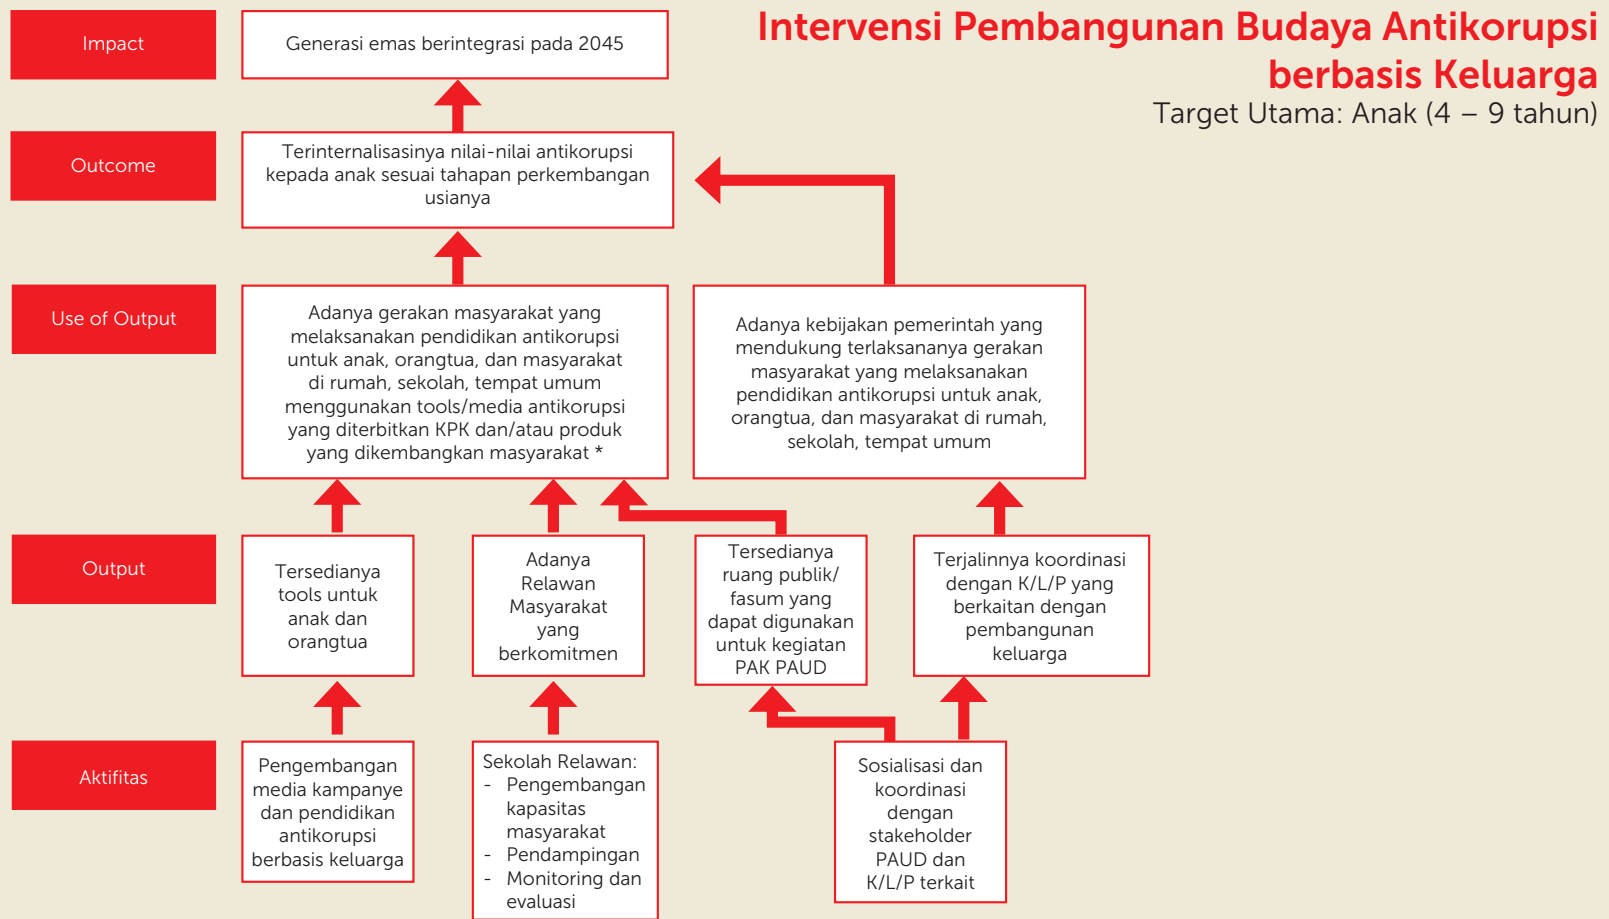 Intervensi Pembangunan Budaya Antikorupsi
berbasis Keluarga
Target Utama: Anak (4 – 9 tahun)
Impact
Generasi emas berintegrasi pada 2045
Outcome
Terinternalisasinya nilai-nilai antikorupsi
kepada anak sesuai tahapan perkembangan
usianya
Use of Output
Adanya gerakan masyarakat yang
melaksanakan pendidikan antikorupsi
untuk anak, orangtua, dan masyarakat
di rumah, sekolah, tempat umum
menggunakan tools/media antikorupsi
yang diterbitkan KPK dan/atau produk
yang dikembangkan masyarakat *
Adanya kebijakan pemerintah yang
mendukung terlaksananya gerakan
masyarakat yang melaksanakan
pendidikan antikorupsi untuk anak,
orangtua, dan masyarakat di rumah,
sekolah, tempat umum
Output
Tersedianya
tools untuk
anak dan
orangtua
Adanya
Relawan
Masyarakat
yang
berkomitmen
Tersedianya
ruang publik/
fasum yang
dapat digunakan
untuk kegiatan
PAK PAUD
Terjalinnya koordinasi
dengan K/L/P yang
berkaitan dengan
pembangunan
keluarga
Aktifitas
Pengembangan
media kampanye
dan pendidikan
antikorupsi
berbasis keluarga
Sekolah Relawan:
- Pengembangan
kapasitas
masyarakat
- Pendampingan
- Monitoring dan
evaluasi
Sosialisasi dan
koordinasi
dengan
stakeholder
PAUD dan
K/L/P terkait